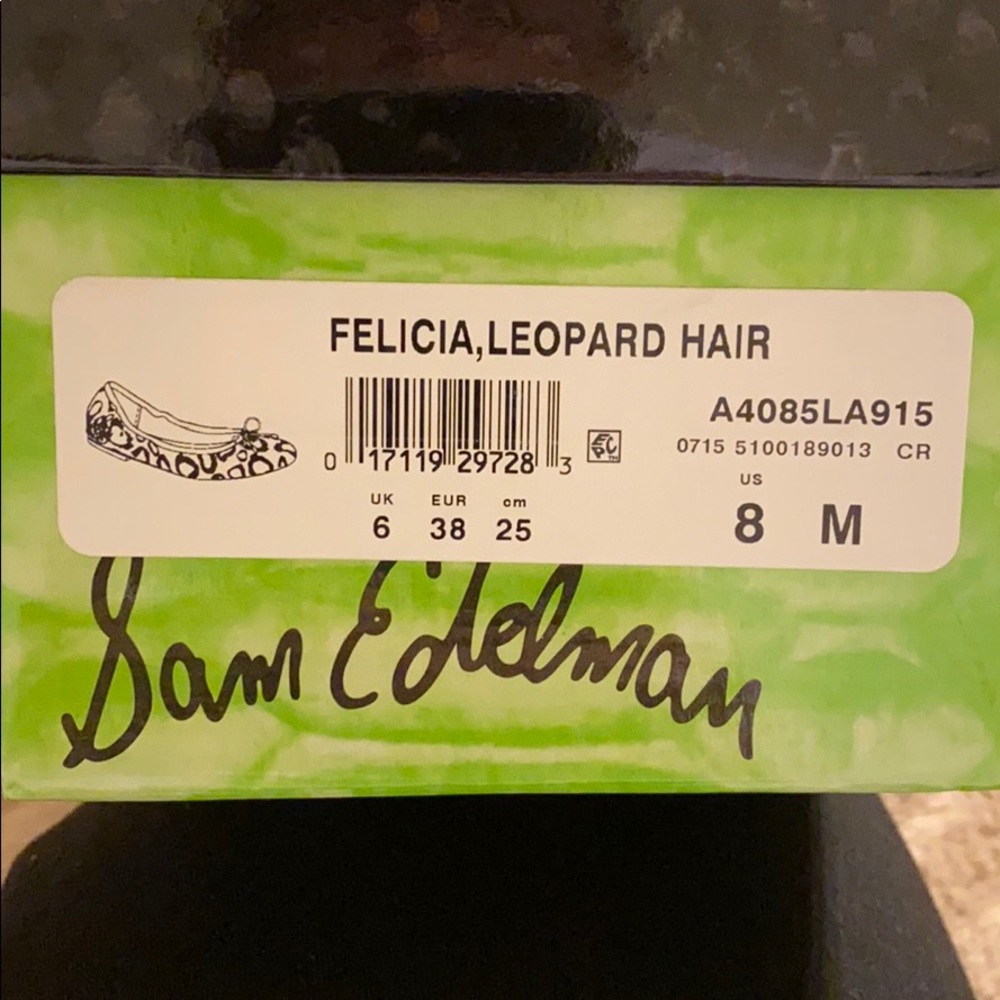 FELICIA,LEOPARD HAIR
A4085LA915
0 17119 29728 3
0715 5100189013 CR
UK EUR cm
6 38 25
US
8 M
Sam Edelman